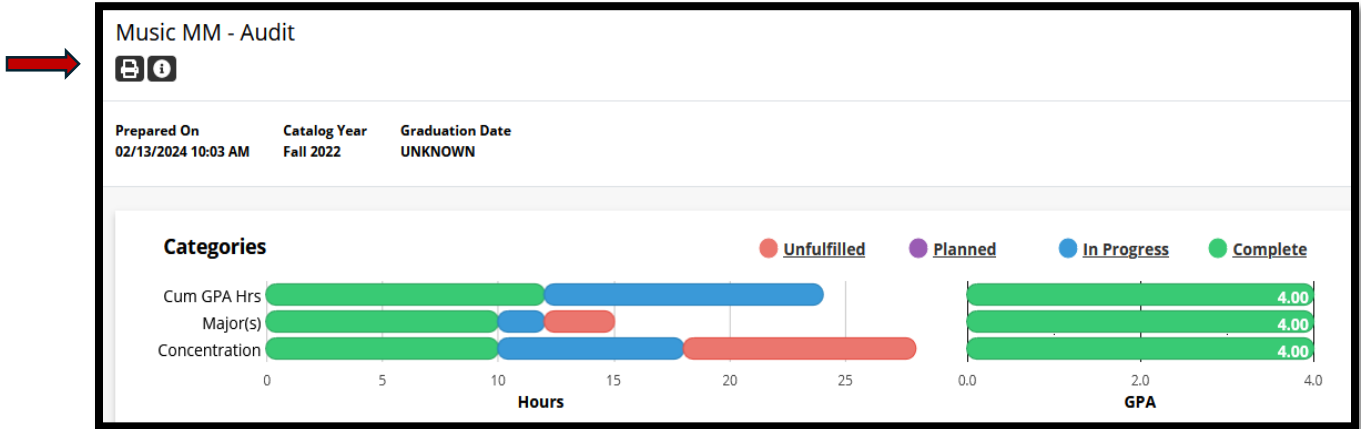 Music MM - Audit
Prepared On Catalog Year Graduation Date
02/13/2024 10:03 AM Fall 2022 UNKNOWN
Categories Unfulfilled Planned In Progress Complete
Cum GPA Hrs 4.00
Major(s) 4.00
Concentration 4.00
0 5 10 15 20 25 0.0 2.0 4.0
Hours GPA